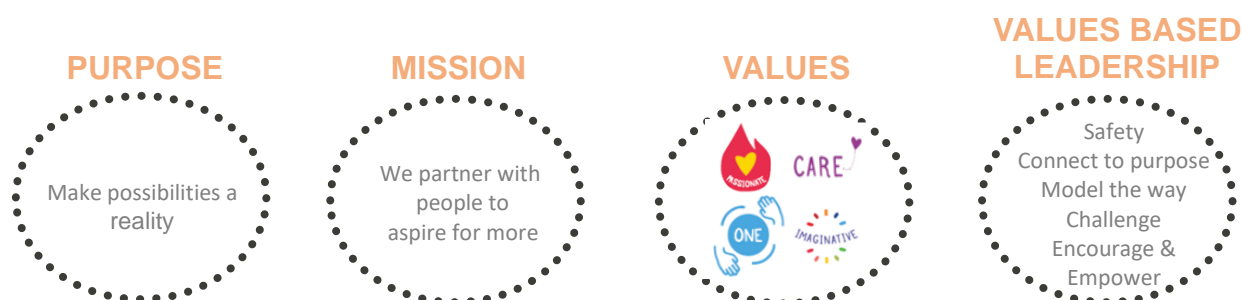 PURPOSE
Make possibilities a
reality
MISSION
We partner with
people to
aspire for more
VALUES
PASSIONATE
CARE
ONE
IMAGINATIVE
VALUES BASED
LEADERSHIP
Safety
Connect to purpose
Model the way
Challenge
Encourage &
Empower